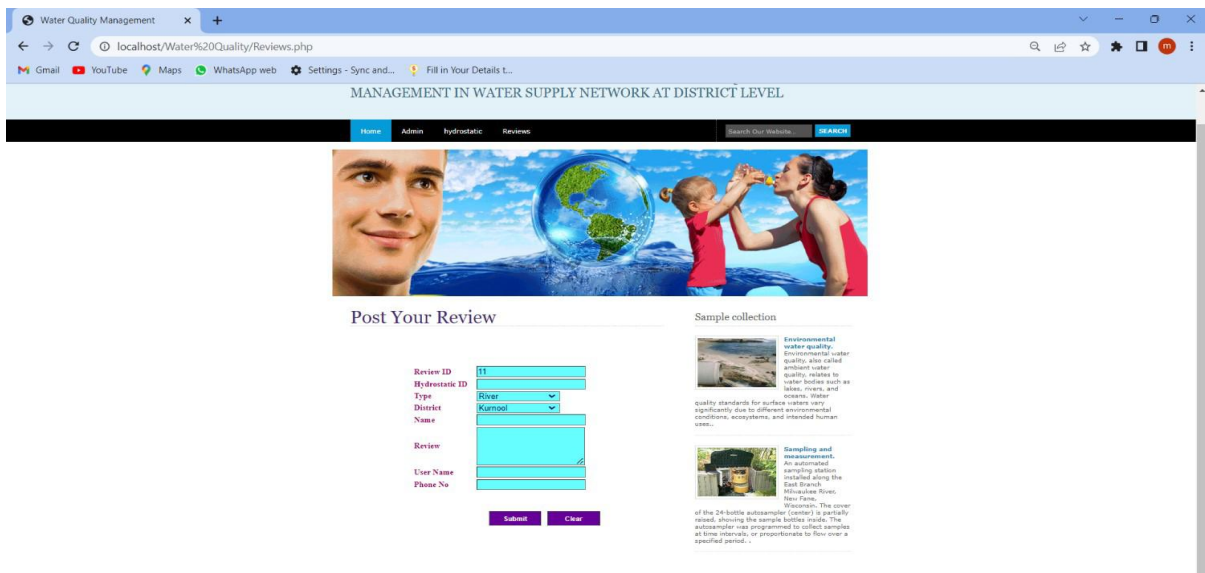 Water Quality Management
localhost/Water%20Quality/Reviews.php
m
Gmail YouTube Maps WhatsApp web Settings - Sync and... Fill in Your Details t...
MANAGEMENT IN WATER SUPPLY NETWORK AT DISTRICT LEVEL
Home Admin hydrostatic Reviews Search Our Website... SEARCH
Post Your Review
Review ID 11
Hydrostatic ID
Type River
District Kurnool
Name
Review
User Name
Phone No
Submit Clear
Sample collection
Environmental
water quality.
Environmental water
quality, also called
ambient water
quality, relates to
water bodies such as
lakes, rivers, and
oceans. Water
quality standards for surface waters vary
significantly due to different environmental
conditions, ecosystems, and intended human
uses..
Sampling and
measurement.
An automated
sampling station
installed along the
East Branch
Milwaukee River,
New Fane,
Wisconsin. The cover
of the 24-bottle autosampler (center) is partially
raised, showing the sample bottles inside. The
autosampler was programmed to collect samples
at time intervals, or proportionate to flow over a
specified period. .